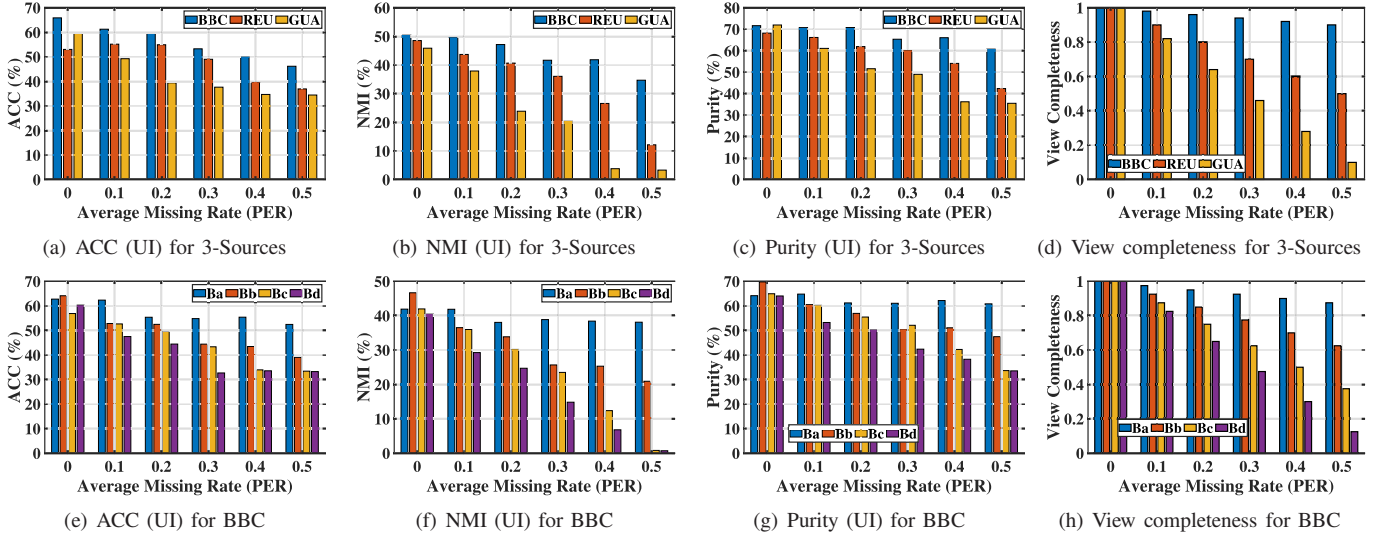 BBC REU GUA
ACC (%)
70
60
50
40
30
20
10
0
0 0.1 0.2 0.3 0.4 0.5
Average Missing Rate (PER)
(a) ACC (UI) for 3-Sources
BBC REU GUA
NMI (%)
60
50
40
30
20
10
0
0 0.1 0.2 0.3 0.4 0.5
Average Missing Rate (PER)
(b) NMI (UI) for 3-Sources
BBC REU GUA
Purity (%)
80
70
60
50
40
30
20
10
0
0 0.1 0.2 0.3 0.4 0.5
Average Missing Rate (PER)
(c) Purity (UI) for 3-Sources
View Completeness
1
0.8
0.6
0.4
0.2
0
BBC REU GUA
0 0.1 0.2 0.3 0.4 0.5
Average Missing Rate (PER)
(d) View completeness for 3-Sources
Ba Bb Bc Bd
ACC (%)
70
60
50
40
30
20
10
0
0 0.1 0.2 0.3 0.4 0.5
Average Missing Rate (PER)
(e) ACC (UI) for BBC
Ba Bb Bc Bd
NMI (%)
50
40
30
20
10
0
0 0.1 0.2 0.3 0.4 0.5
Average Missing Rate (PER)
(f) NMI (UI) for BBC
Purity (%)
70
60
50
40
30
20
10
0
Ba Bb Bc Bd
0 0.1 0.2 0.3 0.4 0.5
Average Missing Rate (PER)
(g) Purity (UI) for BBC
View Completeness
1
0.8
0.6
0.4
0.2
0
Ba Bb Bc Bd
0 0.1 0.2 0.3 0.4 0.5
Average Missing Rate (PER)
(h) View completeness for BBC